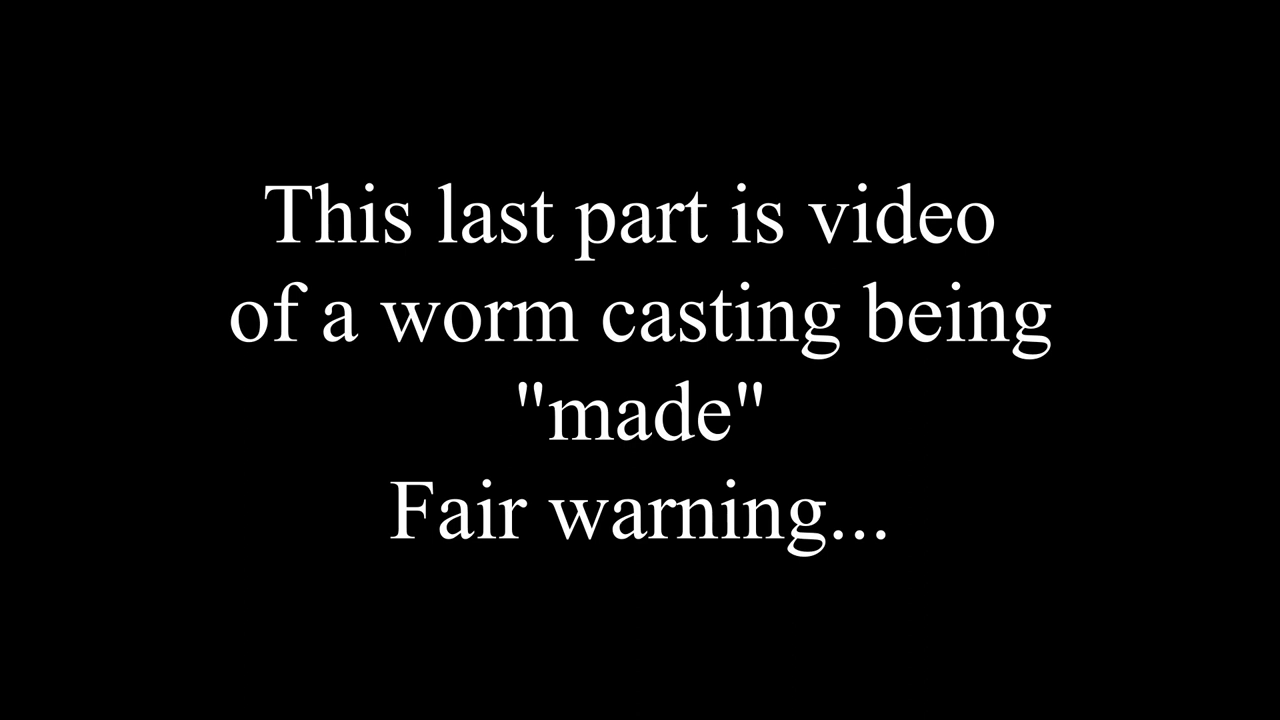 This last part is video
of a worm casting being
"made"
Fair warning...